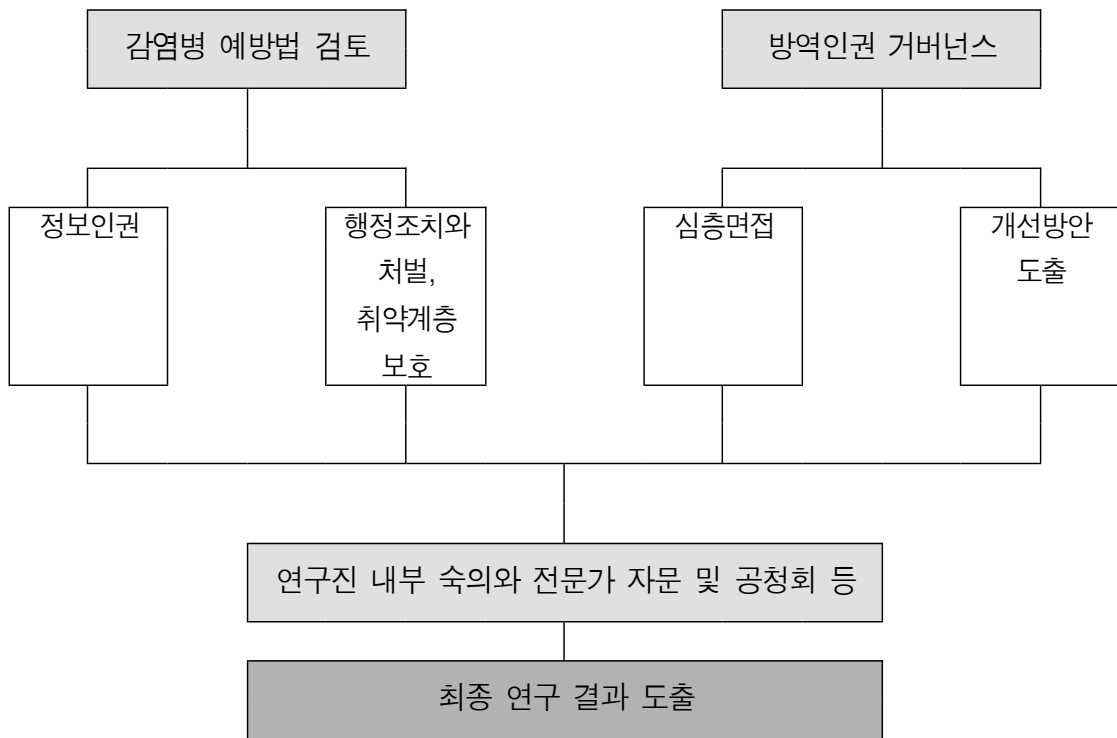 감염병 예방법 검토
방역인권 거버넌스
정보인권
행정조치와
처벌,
취약계층
보호
심층면접
개선방안
도출
연구진 내부 숙의와 전문가 자문 및 공청회 등
최종 연구 결과 도출